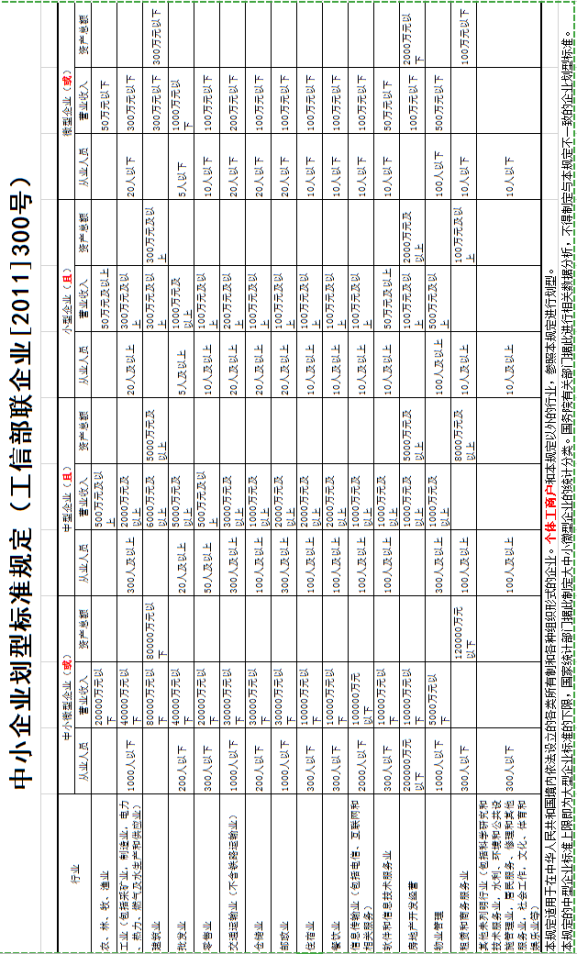 中小企业划型标准规定（工信部联企业[2011]300号）
行业 中小微型企业（或） 中型企业（且） 小型企业（且） 微型企业（或）
从业人员 营业收入 资产总额 从业人员 营业收入 资产总额 从业人员 营业收入 资产总额 从业人员 营业收入 资产总额
农、林、牧、渔业 20000万元以下 500万元及以上 50万元及以上 50万元以下
工业（包括采矿业，制造业，电力、热力、燃气及水生产和供应业） 1000人以下 40000万元以下 300人及以上 2000万元及以上 20人及以上 300万元及以上 20人以下 300万元以下
建筑业 80000万元以下 80000万元以下 6000万元及以上 5000万元及以上 300万元及以上 300万元及以上 300万元以下 300万元以下
批发业 200人以下 40000万元以下 20人及以上 5000万元及以上 5人及以上 1000万元及以上 5人以下 1000万元以下
零售业 300人以下 20000万元以下 50人及以上 500万元及以上 10人及以上 100万元及以上 10人以下 100万元以下
交通运输业（不含铁路运输业） 1000人以下 30000万元以下 300人及以上 3000万元及以上 20人及以上 200万元及以上 20人以下 200万元以下
仓储业 200人以下 30000万元以下 100人及以上 1000万元及以上 20人及以上 100万元及以上 20人以下 100万元以下
邮政业 1000人以下 30000万元以下 300人及以上 2000万元及以上 20人及以上 100万元及以上 20人以下 100万元以下
住宿业 300人以下 10000万元以下 100人及以上 2000万元及以上 10人及以上 100万元及以上 10人以下 100万元以下
餐饮业 300人以下 10000万元以下 100人及以上 2000万元及以上 10人及以上 100万元及以上 10人以下 100万元以下
信息传输业（包括电信、互联网和相关服务） 2000人以下 100000万元以下 100人及以上 1000万元及以上 10人及以上 100万元及以上 10人以下 100万元以下
软件和信息技术服务业 300人以下 10000万元以下 100人及以上 1000万元及以上 10人及以上 50万元及以上 10人以下 50万元以下
房地产开发经营 200000万元以下 10000万元以下 1000万元及以上 5000万元及以上 100万元及以上 2000万元及以上 100万元以下 2000万元以下
物业管理 1000人以下 5000万元以下 300人及以上 1000万元及以上 100人及以上 500万元及以上 100人以下 500万元以下
租赁和商务服务业 300人以下 120000万元以下 100人及以上 8000万元及以上 10人及以上 100万元及以上 10人以下 100万元以下
其他未列明行业（包括科学研究和技术服务业，水利、环境和公共设施管理业，居民服务、修理和其他服务业，社会工作，文化、体育和娱乐业等） 300人以下 100人及以上 10人及以上 10人以下
本规定适用于在中华人民共和国境内依法设立的各类所有制和各种组织形式的企业。个体工商户和本规定以外的行业，参照本规定进行划型。
本规定的中型企业标准上限即为大型企业标准的下限，国家统计部门据此制定大中小微型企业的统计分类。国务院有关部门据此进行相关数据分析，不得制定与本规定不一致的企业划型标准。